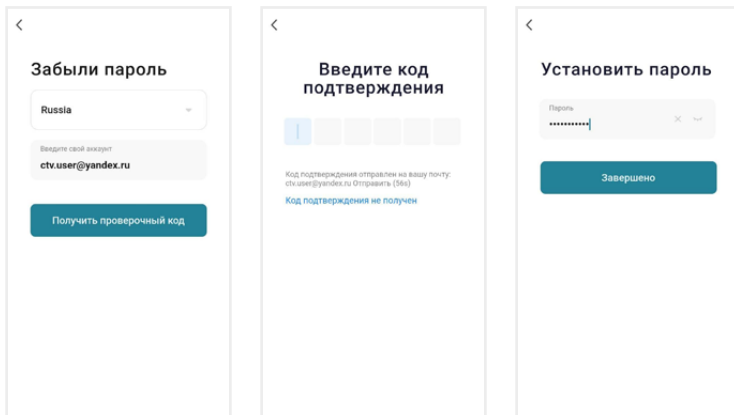 Забыли пароль
Russia
Введите свой аккаунт
ctv.user@yandex.ru
Получить проверочный код
Введите код
подтверждения
Код подтверждения отправлен на вашу почту:
ctv.user@yandex.ru Отправить (56s)
Код подтверждения не получен
Установить пароль
Пароль
•••••••••••
Завершено